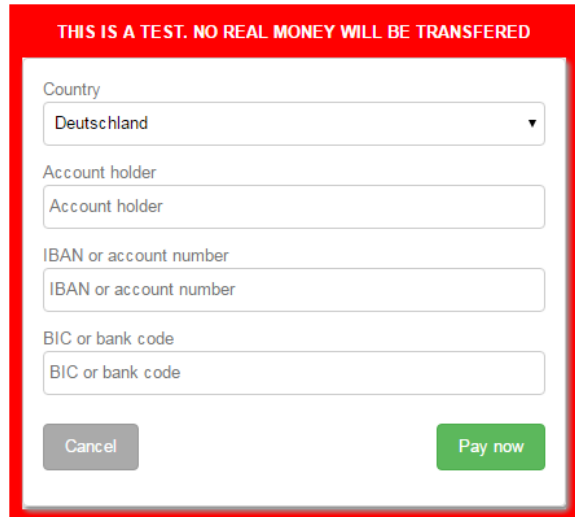 THIS IS A TEST. NO REAL MONEY WILL BE TRANSFERED
Country
Deutschland
Account holder
Account holder
IBAN or account number
IBAN or account number
BIC or bank code
BIC or bank code
Cancel Pay now